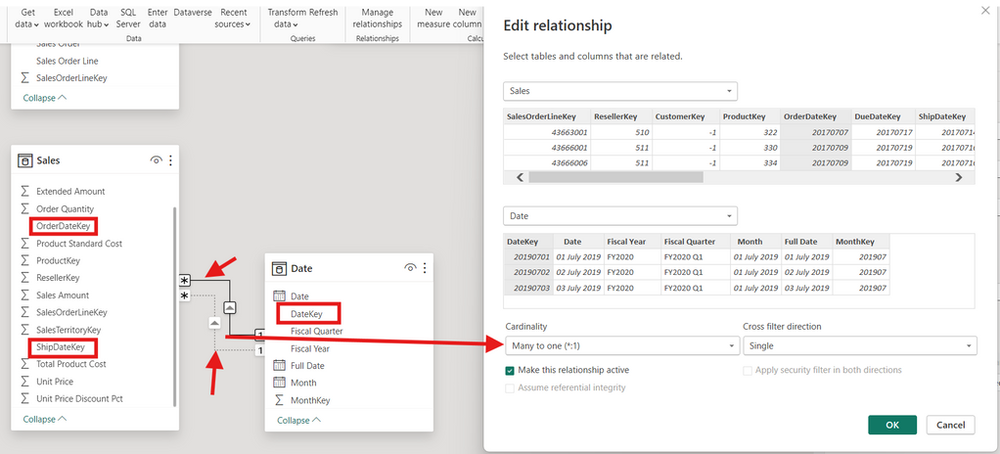 Get data
Excel workbook
Data hub
SQL Server
Enter data
Dataverse
Recent sources
Transform data
Refresh
Manage relationships
New measure
New column
Data
Queries
Relationships
Calcu
Sales Order
Sales Order Line
SalesOrderLineKey
Collapse
Sales
Extended Amount
Order Quantity
OrderDateKey
Product Standard Cost
ProductKey
ResellerKey
Sales Amount
SalesOrderLineKey
SalesTerritoryKey
ShipDateKey
Total Product Cost
Unit Price
Unit Price Discount Pct
Collapse
*
*
1
1
Date
Date
DateKey
Fiscal Quarter
Fiscal Year
Full Date
Month
MonthKey
Collapse
Edit relationship
Select tables and columns that are related.
Sales
SalesOrderLineKey ResellerKey CustomerKey ProductKey OrderDateKey DueDateKey ShipDateKey
43663001 510 -1 322 20170707 20170717 2017071
43666001 511 -1 330 20170709 20170719 2017071
43666006 511 -1 334 20170709 20170719 2017071
Date
DateKey Date Fiscal Year Fiscal Quarter Month Full Date MonthKey
20190701 01 July 2019 FY2020 FY2020 Q1 01 July 2019 01 July 2019 201907
20190702 02 July 2019 FY2020 FY2020 Q1 01 July 2019 02 July 2019 201907
20190703 03 July 2019 FY2020 FY2020 Q1 01 July 2019 03 July 2019 201907
Cardinality Cross filter direction
Many to one (*:1) Single
Make this relationship active Apply security filter in both directions
Assume referential integrity
OK Cancel